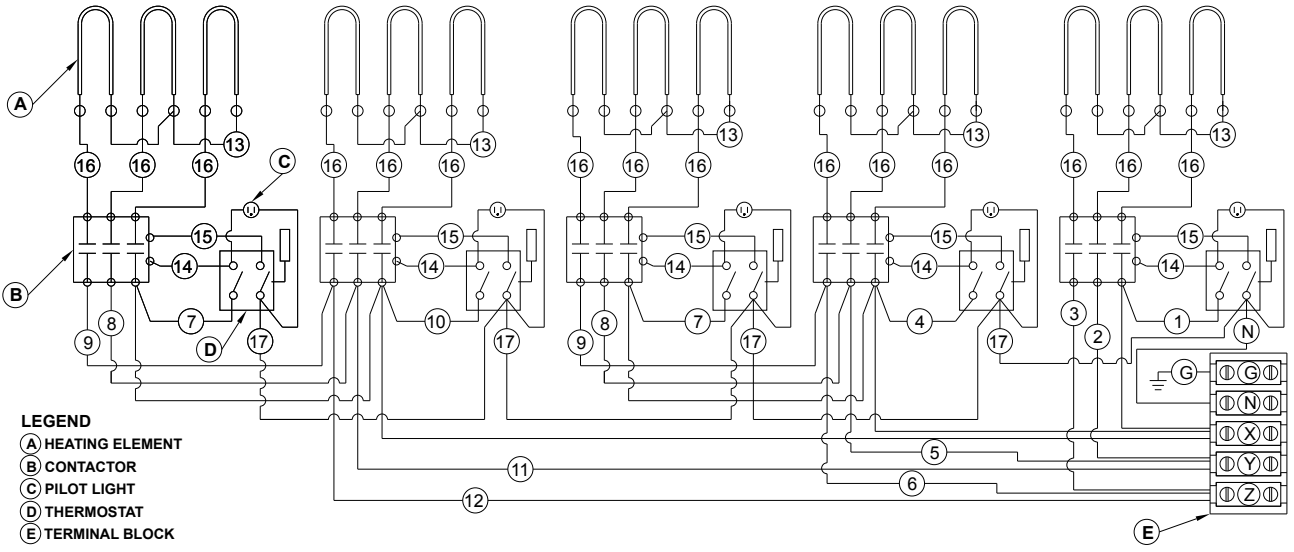 A 13 13 13 13 13
16 16 16 C 16 16 16 16 16 16 16 16 16 16 16 16
15 15 15 15 15
14 14 14 14 14
B 7 10 7 4 1
9 8 D 17 17 9 8 17 17 3 2 N
G G
N
X
5 Y
11
6 Z
12
E
LEGEND
A HEATING ELEMENT
B CONTACTOR
C PILOT LIGHT
D THERMOSTAT
E TERMINAL BLOCK